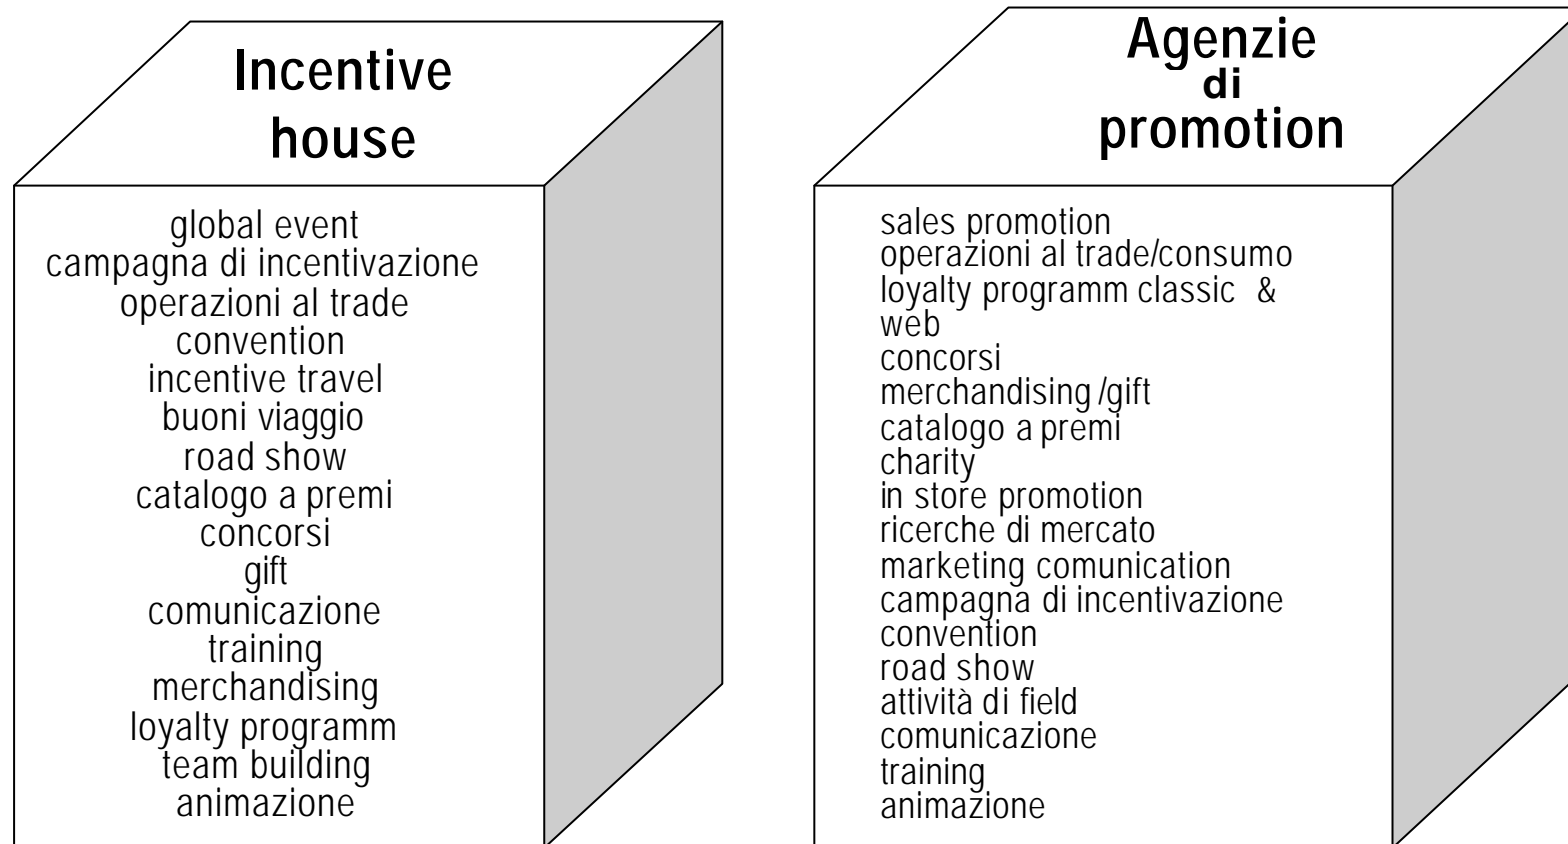 Incentive
house
global event
campagna di incentivazione
operazioni al trade
convention
incentive travel
buoni viaggio
road show
catalogo a premi
concorsi
gift
comunicazione
training
merchandising
loyalty programm
team building
animazione
Agenzie
di
promotion
sales promotion
operazioni al trade/consumo
loyalty programm classic &
web
concorsi
merchandising /gift
catalogo a premi
charity
in store promotion
ricerche di mercato
marketing comunication
campagna di incentivazione
convention
road show
attività di field
comunicazione
training
animazione